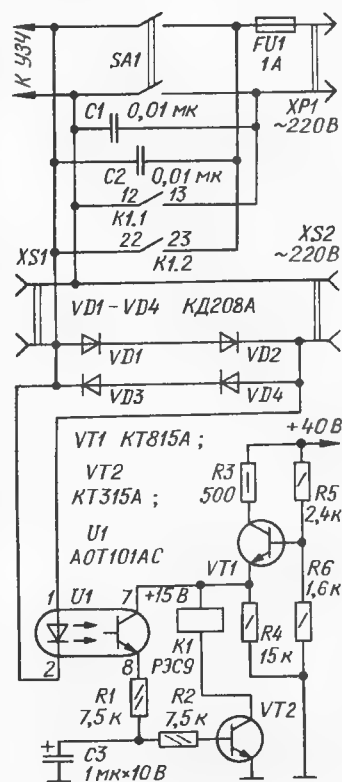 К УЗЧ
SA1
FU1
1А
C1 0,01 мк
XP1
~220В
C2
0,01 мк
12 13
K1.1
22 23
K1.2
XS1
XS2
~220В
VD1-VD4 КД208А
VD1
VD2
VD3
VD4
VT1 КТ815А;
+40В
VT2
КТ315А;
R3
500
R5
2,4к
U1
АОТ101АС
VT1
R6
1,6к
1
U1
7
+15В
K1
РЭС9
R4
15к
2
8
R1
7,5к
R2
7,5к
VT2
+
C3
1мк×10В